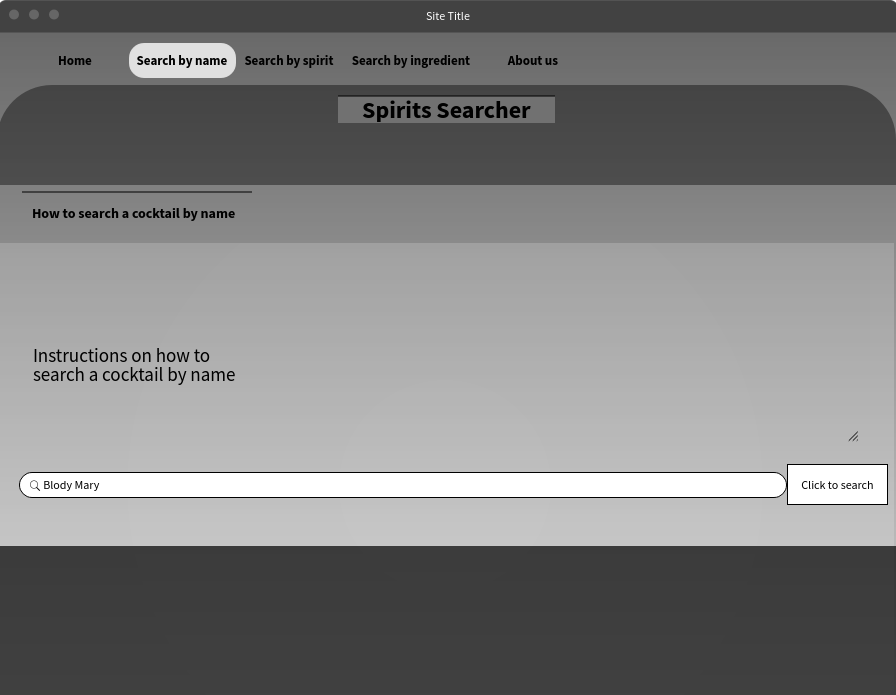 Site Title
Home Search by name Search by spirit Search by ingredient About us
Spirits Searcher
How to search a cocktail by name
Instructions on how to
search a cocktail by name
Blody Mary Click to search